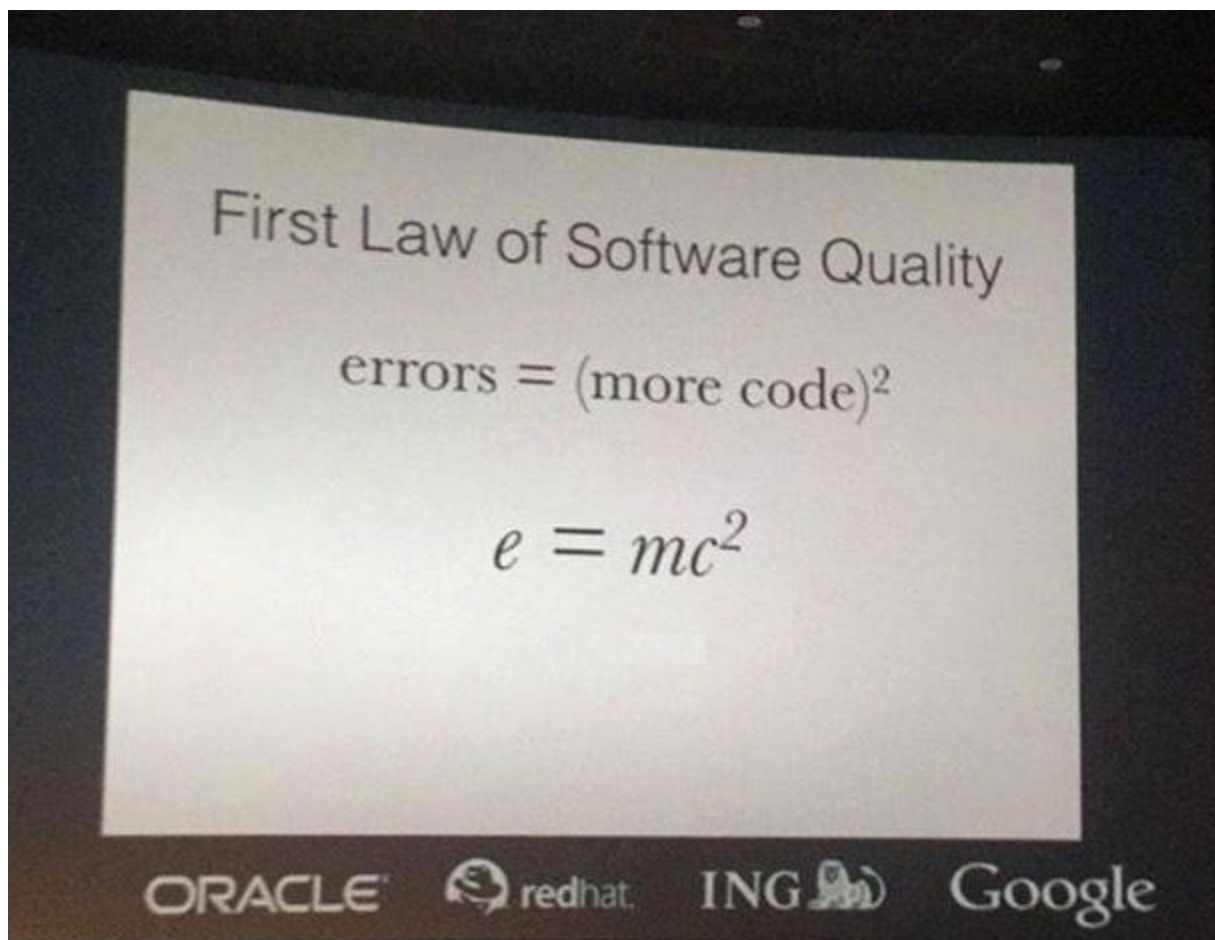 First Law of Software Quality
errors = (more code)²
e = mc²
ORACLE redhat. ING Google